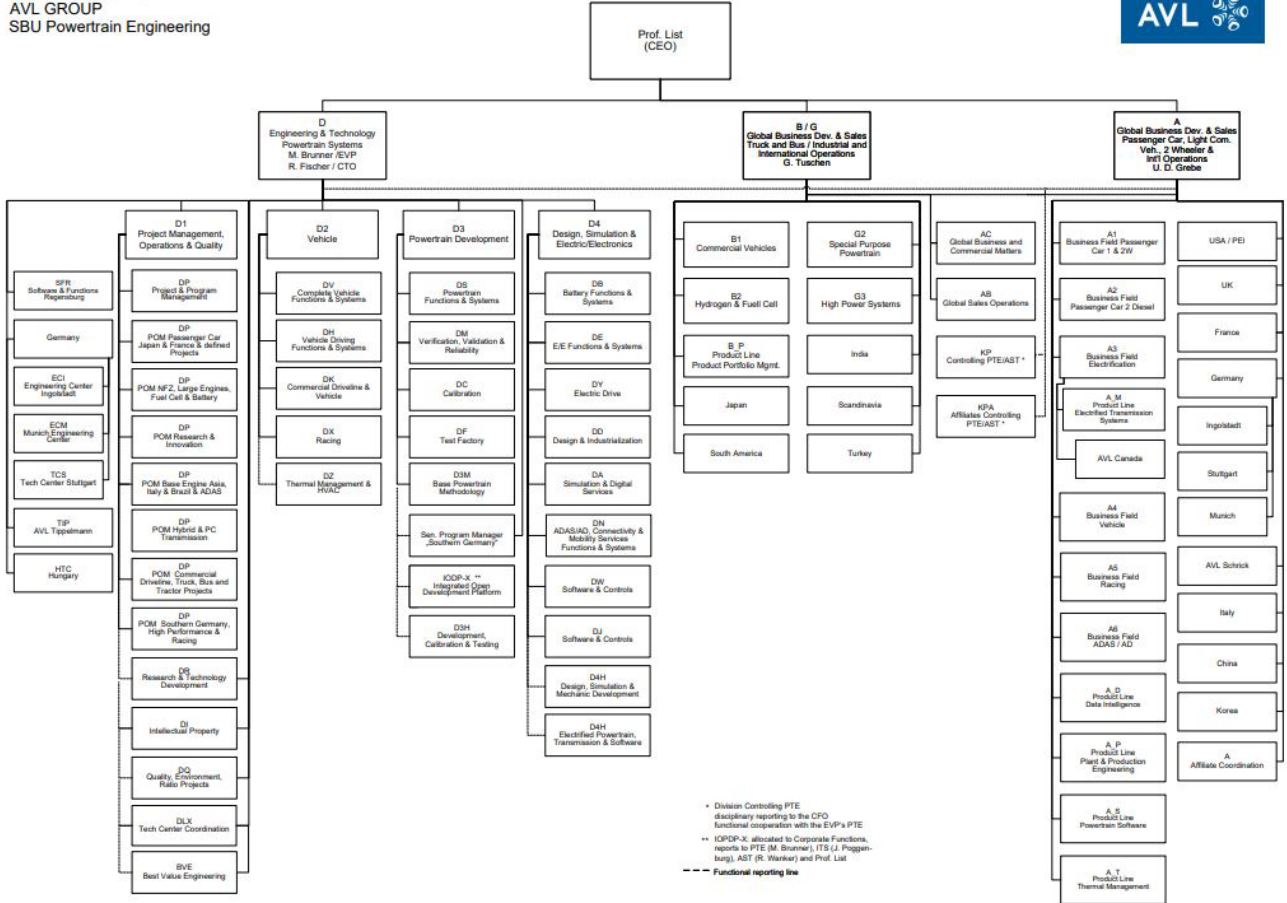 AVL GROUP
SBU Powertrain Engineering
AVL
Prof. List
(CEO)
D
Engineering & Technology
Powertrain Systems
M. Brunner /EVP
R. Fischer / CTO
B / G
Global Business Dev. & Sales
Truck and Bus / Industrial and
International Operations
G. Tuschen
A
Global Business Dev. & Sales
Passenger Car, Light Com.
Veh., 2 Wheeler &
Int'l Operations
U. D. Grebe
SFR
Software & Functions
Regensburg
Germany
ECI
Engineering Center
Ingolstadt
ECM
Munich Engineering
Center
TCS
Tech Center Stuttgart
TIP
AVL Tippelmann
HTC
Hungary
D1
Project Management,
Operations & Quality
DP
Project & Program
Management
DP
POM Passenger Car
Japan & France & defined
Projects
DP
POM NFZ, Large Engines,
Fuel Cell & Battery
DP
POM Research &
Innovation
DP
POM Base Engine Asia,
Italy & Brazil & ADAS
DP
POM Hybrid & PC
Transmission
DP
POM Commercial
Driveline, Truck, Bus and
Tractor Projects
DP
POM Southern Germany,
High Performance &
Racing
DR
Research & Technology
Development
DI
Intellectual Property
DQ
Quality, Environment,
Ratio Projects
DLX
Tech Center Coordination
BVE
Best Value Engineering
D2
Vehicle
DV
Complete Vehicle
Functions & Systems
DH
Vehicle Driving
Functions & Systems
DK
Commercial Driveline &
Vehicle
DX
Racing
DZ
Thermal Management &
HVAC
D3
Powertrain Development
DS
Powertrain
Functions & Systems
DM
Verification, Validation &
Reliability
DC
Calibration
DF
Test Factory
D3M
Base Powertrain
Methodology
Sen. Program Manager
„Southern Germany"
IODP-X **
Integrated Open
Development Platform
D3H
Development,
Calibration & Testing
D4
Design, Simulation &
Electric/Electronics
DB
Battery Functions &
Systems
DE
E/E Functions & Systems
DY
Electric Drive
DD
Design & Industrialization
DA
Simulation & Digital
Services
DN
ADAS/AD, Connectivity &
Mobility Services
Functions & Systems
DW
Software & Controls
DJ
Software & Controls
D4H
Design, Simulation &
Mechanic Development
D4H
Electrified Powertrain,
Transmission & Software
B1
Commercial Vehicles
B2
Hydrogen & Fuell Cell
B_P
Product Line
Product Portfolio Mgmt.
Japan
South America
G2
Special Purpose
Powertrain
G3
High Power Systems
India
Scandinavia
Turkey
AC
Global Business and
Commercial Matters
AB
Global Sales Operations
KP
Controlling PTE/AST *
KPA
Affiliates Controlling
PTE/AST *
A1
Business Field Passenger
Car 1 & 2W
A2
Business Field
Passenger Car 2 Diesel
A3
Business Field
Electrification
A_M
Product Line
Electrified Transmission
Systems
AVL Canada
A4
Business Field
Vehicle
A5
Business Field
Racing
A6
Business Field
ADAS / AD
A_D
Product Line
Data Intelligence
A_P
Product Line
Plant & Production
Engineering
A_S
Product Line
Powertrain Software
A_T
Product Line
Thermal Management
USA / PEI
UK
France
Germany
Ingolstadt
Stuttgart
Munich
AVL Schrick
Italy
China
Korea
A
Affiliate Coordination
* Division Controlling PTE
disciplinary reporting to the CFO
functional cooperation with the EVP's PTE
** IOPDP-X: allocated to Corporate Functions,
reports to PTE (M. Brunner), ITS (J. Poggen-
burg), AST (R. Wanker) and Prof. List
Functional reporting line